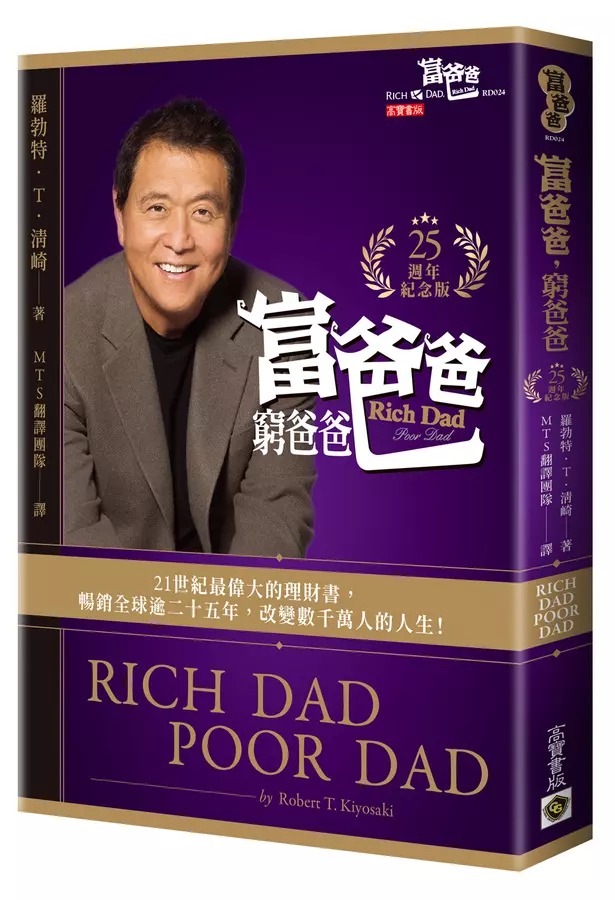 富爸爸
RICH DAD.
Rich Dad
RD024
高寶書版
羅勃特・T・清崎——著
MTS翻譯團隊——譯
25
週年
紀念版
富爸爸
窮爸爸
Rich Dad
Poor Dad
21世紀最偉大的理財書，
暢銷全球逾二十五年，改變數千萬人的人生！
RICH DAD
POOR DAD
by Robert T. Kiyosaki
富爸爸
RD024
富爸爸，窮爸爸
25
週年
紀念版
羅勃特・T・清崎——著
MTS翻譯團隊——譯
RICH
DAD
POOR
DAD
高寶書版